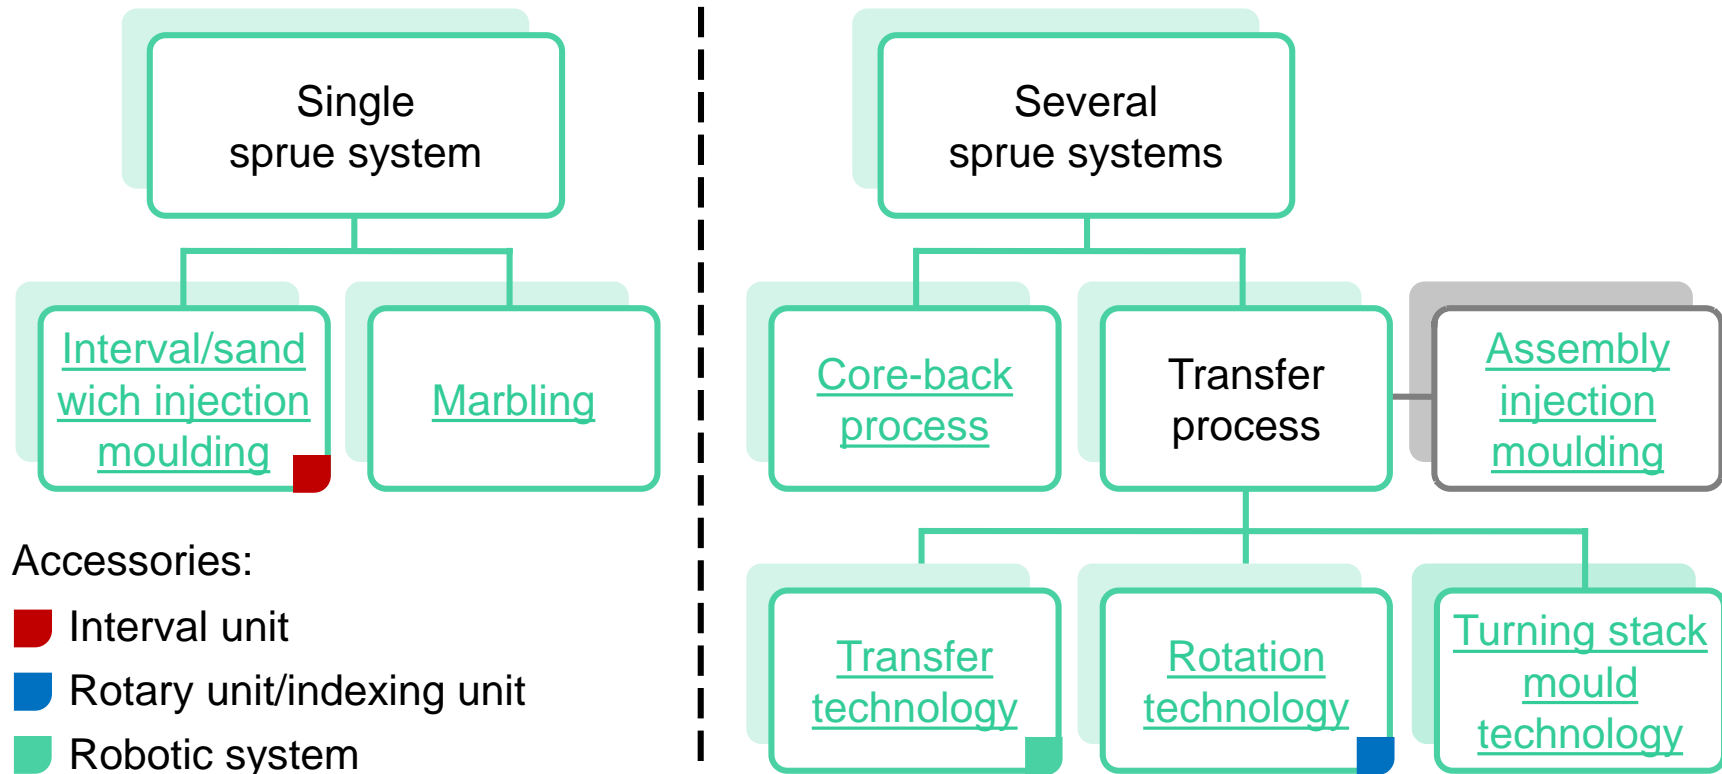 Single
sprue system
Several
sprue systems
Interval/sand
wich injection
moulding
Marbling
Core-back
process
Transfer
process
Assembly
injection
moulding
Accessories:
Interval unit
Rotary unit/indexing unit
Robotic system
Transfer
technology
Rotation
technology
Turning stack
mould
technology